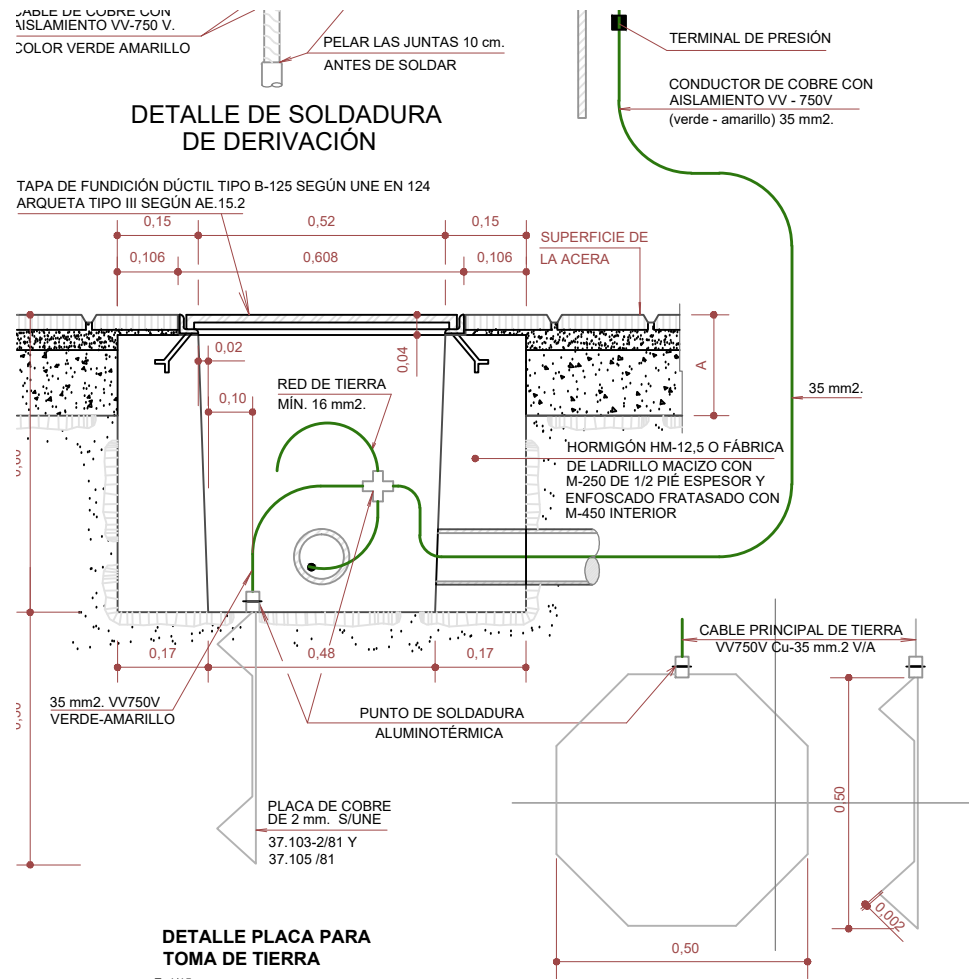 CABLE DE COBRE CON
AISLAMIENTO VV-750 V.
COLOR VERDE AMARILLO
PELAR LAS JUNTAS 10 cm.
ANTES DE SOLDAR
TERMINAL DE PRESIÓN
CONDUCTOR DE COBRE CON
AISLAMIENTO VV - 750V
(verde - amarillo) 35 mm2.
DETALLE DE SOLDADURA
DE DERIVACIÓN
TAPA DE FUNDICIÓN DÚCTIL TIPO B-125 SEGÚN UNE EN 124
ARQUETA TIPO III SEGÚN AE.15.2
0,15
0,52
0,15
0,106
0,608
0,106
SUPERFICIE DE
LA ACERA
0,02
0,04
A
0,10
RED DE TIERRA
MÍN. 16 mm2.
35 mm2.
HORMIGÓN HM-12,5 O FÁBRICA
DE LADRILLO MACIZO CON
M-250 DE 1/2 PIÉ ESPESOR Y
ENFOSCADO FRATASADO CON
M-450 INTERIOR
0,17
0,48
0,17
CABLE PRINCIPAL DE TIERRA
VV750V Cu-35 mm.2 V/A
35 mm2. VV750V
VERDE-AMARILLO
PUNTO DE SOLDADURA
ALUMINOTÉRMICA
PLACA DE COBRE
DE 2 mm. S/UNE
37.103-2/81 Y
37.105 /81
0,50
0,002
0,50
DETALLE PLACA PARA
TOMA DE TIERRA